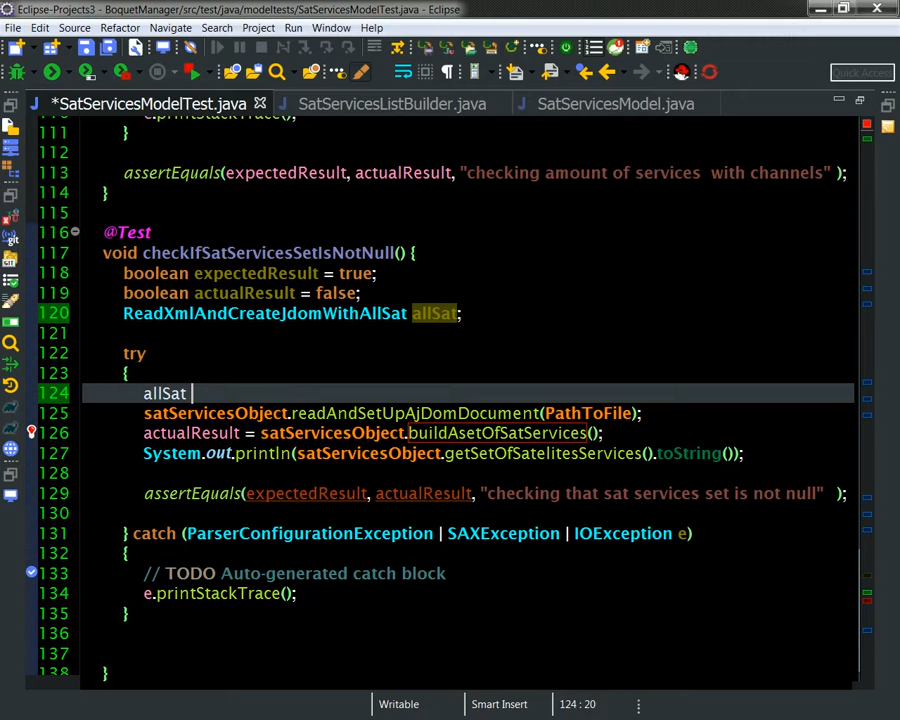 Eclipse-Projects3 - BoquetManager/src/test/java/modeltests/SatServicesModelTest.java - Eclipse
File Edit Source Refactor Navigate Search Project Run Window Help
Quick Access
*SatServicesModelTest.java SatServicesListBuilder.java SatServicesModel.java
110 e.printStackTrace();
111 }
112
113 assertEquals(expectedResult, actualResult, "checking amount of services  with channels" );
114 }
115
116 @Test
117 void checkIfSatServicesSetIsNotNull() {
118 boolean expectedResult = true;
119 boolean actualResult = false;
120 ReadXmlAndCreateJdomWithAllSat allSat;
121
122 try
123 {
124 allSat
125 satServicesObject.readAndSetUpAjDomDocument(PathToFile);
126 actualResult = satServicesObject.buildAsetOfSatServices();
127 System.out.println(satServicesObject.getSetOfSatelitesServices().toString());
128
129 assertEquals(expectedResult, actualResult, "checking that sat services set is not null"  );
130
131 } catch (ParserConfigurationException | SAXException | IOException e)
132 {
133 // TODO Auto-generated catch block
134 e.printStackTrace();
135 }
136
137
138 }
Writable Smart Insert 124 : 20